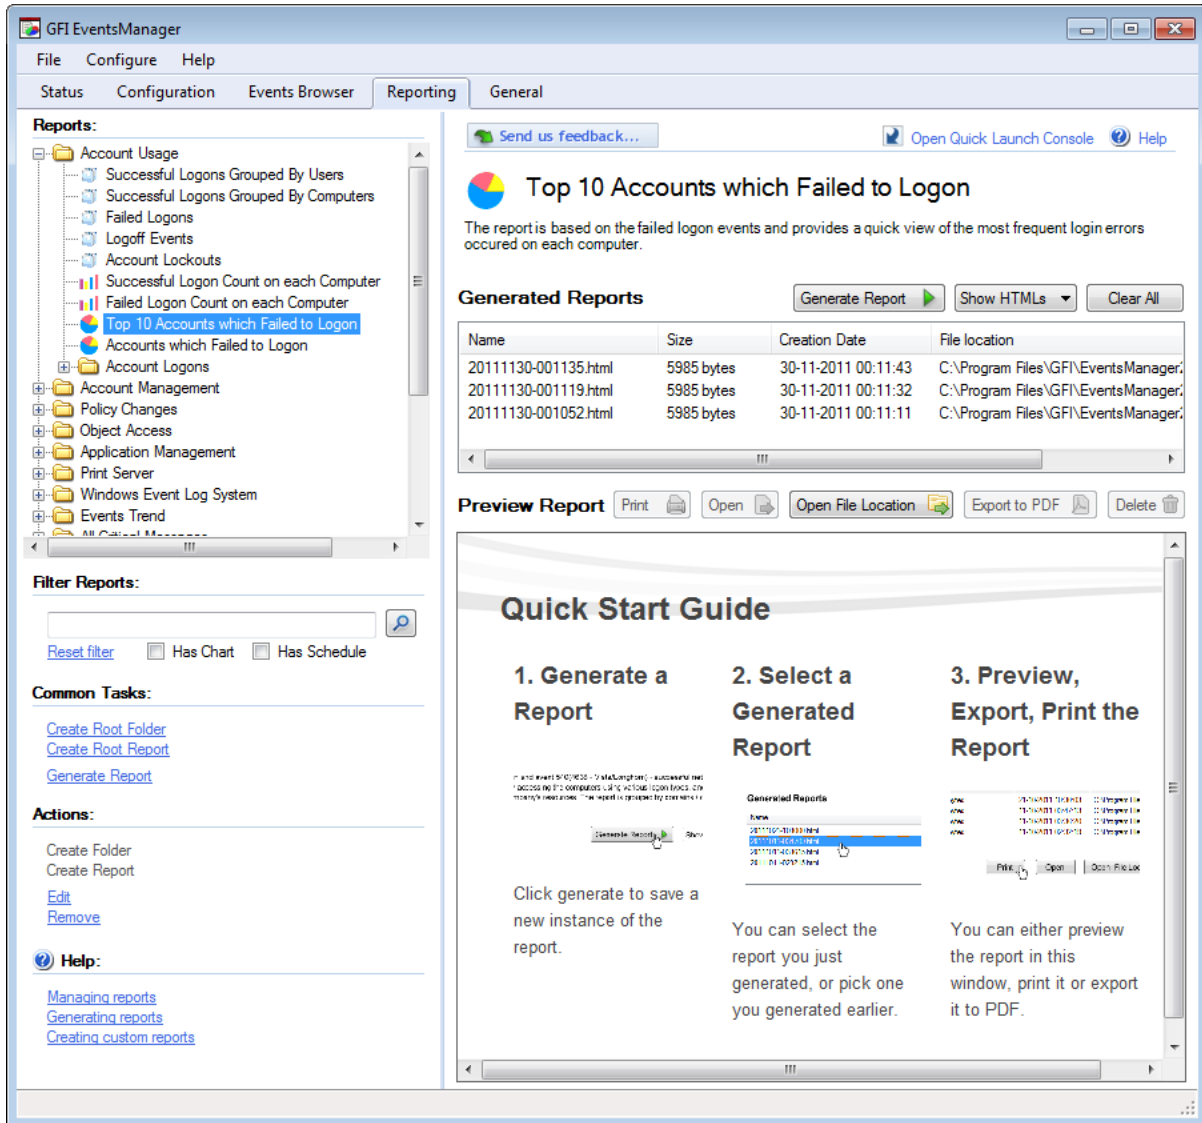 GFI EventsManager
File Configure Help
Status Configuration Events Browser Reporting General
Reports:
Account Usage
Successful Logons Grouped By Users
Successful Logons Grouped By Computers
Failed Logons
Logoff Events
Account Lockouts
Successful Logon Count on each Computer
Failed Logon Count on each Computer
Top 10 Accounts which Failed to Logon
Accounts which Failed to Logon
Account Logons
Account Management
Policy Changes
Object Access
Application Management
Print Server
Windows Event Log System
Events Trend
All Critical Messages
Filter Reports:
Reset filter Has Chart Has Schedule
Common Tasks:
Create Root Folder
Create Root Report
Generate Report
Actions:
Create Folder
Create Report
Edit
Remove
Help:
Managing reports
Generating reports
Creating custom reports
Send us feedback... Open Quick Launch Console Help
Top 10 Accounts which Failed to Logon
The report is based on the failed logon events and provides a quick view of the most frequent login errors
occured on each computer.
Generated Reports Generate Report Show HTMLs Clear All
Name Size Creation Date File location
20111130-001135.html 5985 bytes 30-11-2011 00:11:43 C:\Program Files\GFI\EventsManager
20111130-001119.html 5985 bytes 30-11-2011 00:11:32 C:\Program Files\GFI\EventsManager
20111130-001052.html 5985 bytes 30-11-2011 00:11:11 C:\Program Files\GFI\EventsManager
Preview Report Print Open Open File Location Export to PDF Delete
Quick Start Guide
1. Generate a
Report
Generate Report Show
Click generate to save a
new instance of the
report.
2. Select a
Generated
Report
Generated Reports
Name
You can select the
report you just
generated, or pick one
you generated earlier.
3. Preview,
Export, Print the
Report
Print Open Open File Loc
You can either preview
the report in this
window, print it or export
it to PDF.